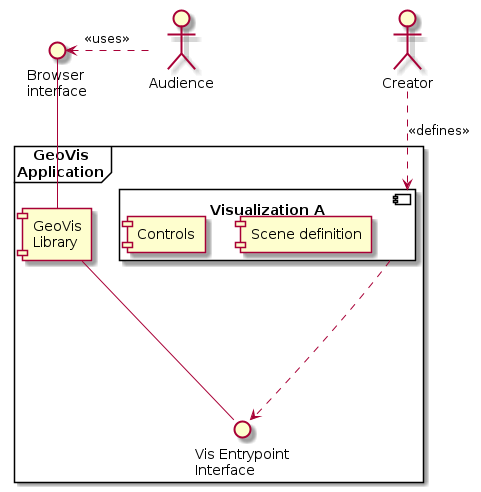 «uses»
Browser
interface
Audience
Creator
«defines»
GeoVis
Application
Visualization A
GeoVis
Library
Controls
Scene definition
Vis Entrypoint
Interface